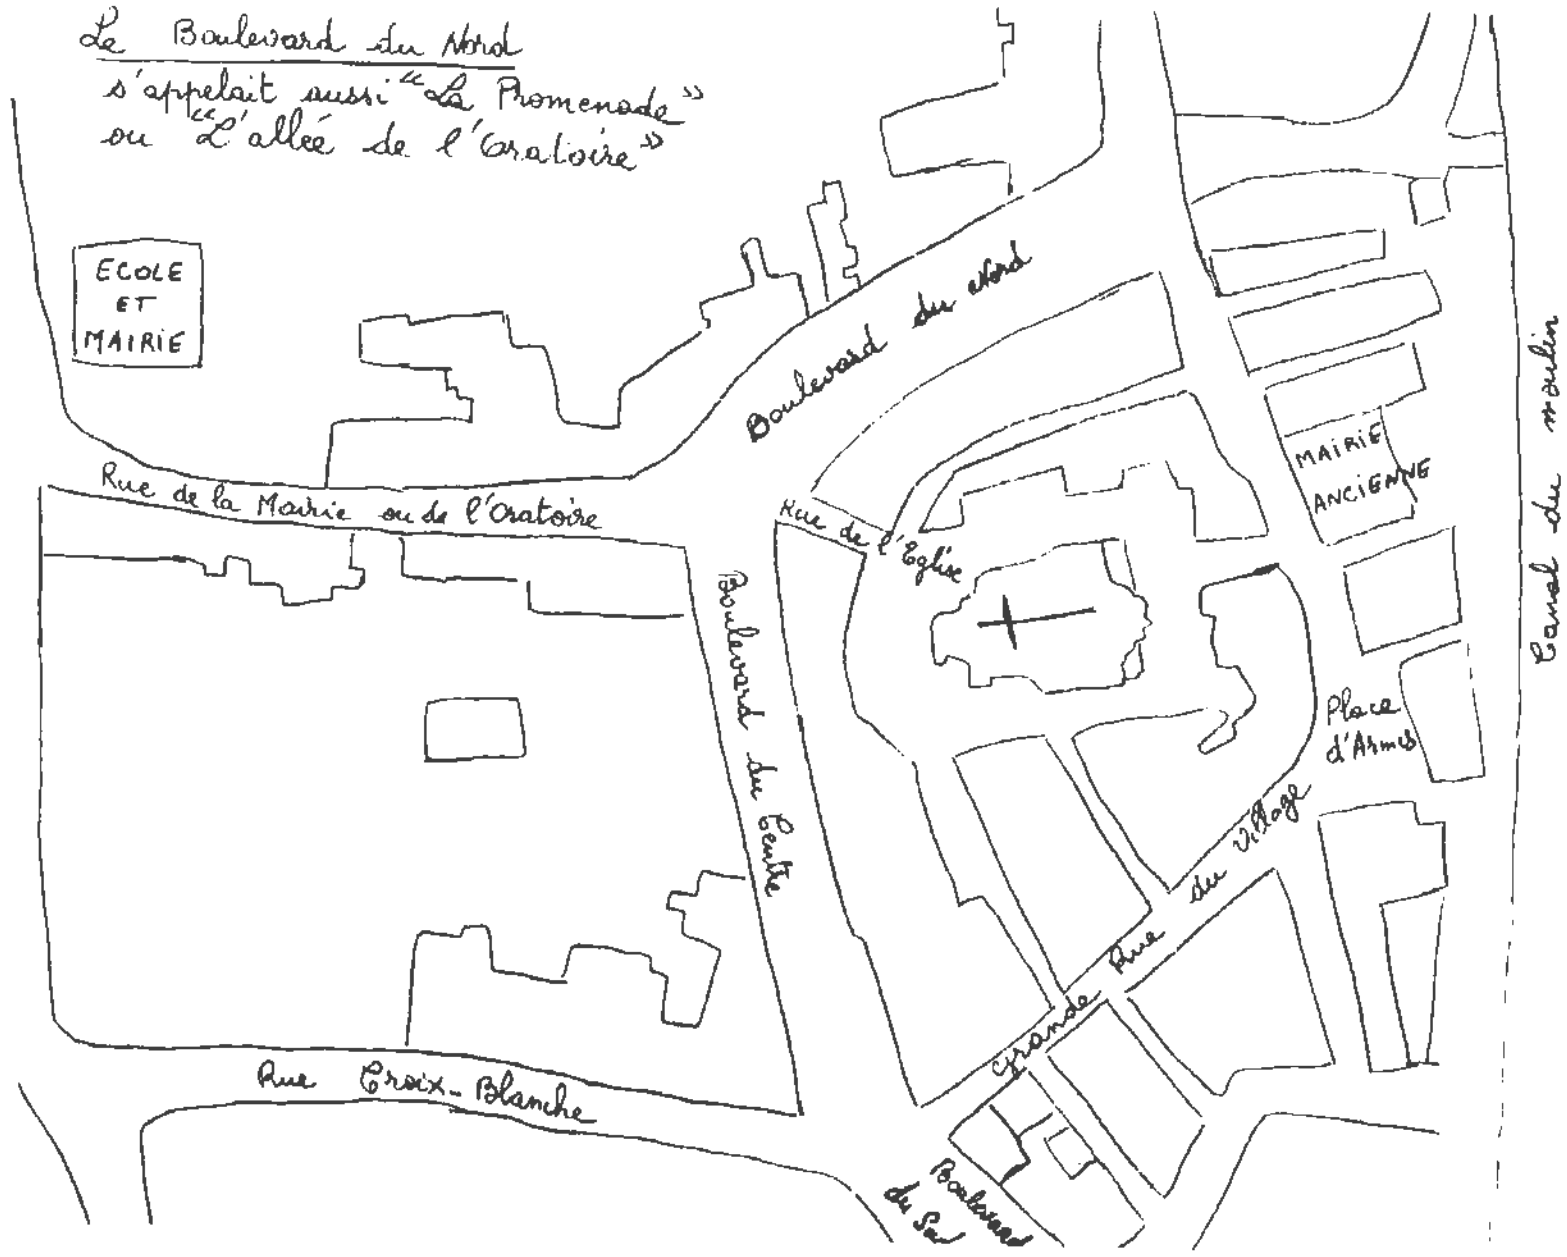 Le Boulevard du Nord
s'appelait aussi "La Promenade"
ou "L'allée de l'Oratoire"
ECOLE
ET
MAIRIE
Boulevard du Nord
Canal du moulin
MAIRIE
ANCIENNE
Rue de la Mairie ou de l'Oratoire
Rue de l'Eglise
Boulevard du Centre
Place
d'Armes
Grande Rue du Village
Rue Croix-Blanche
Boulevard
du Sud